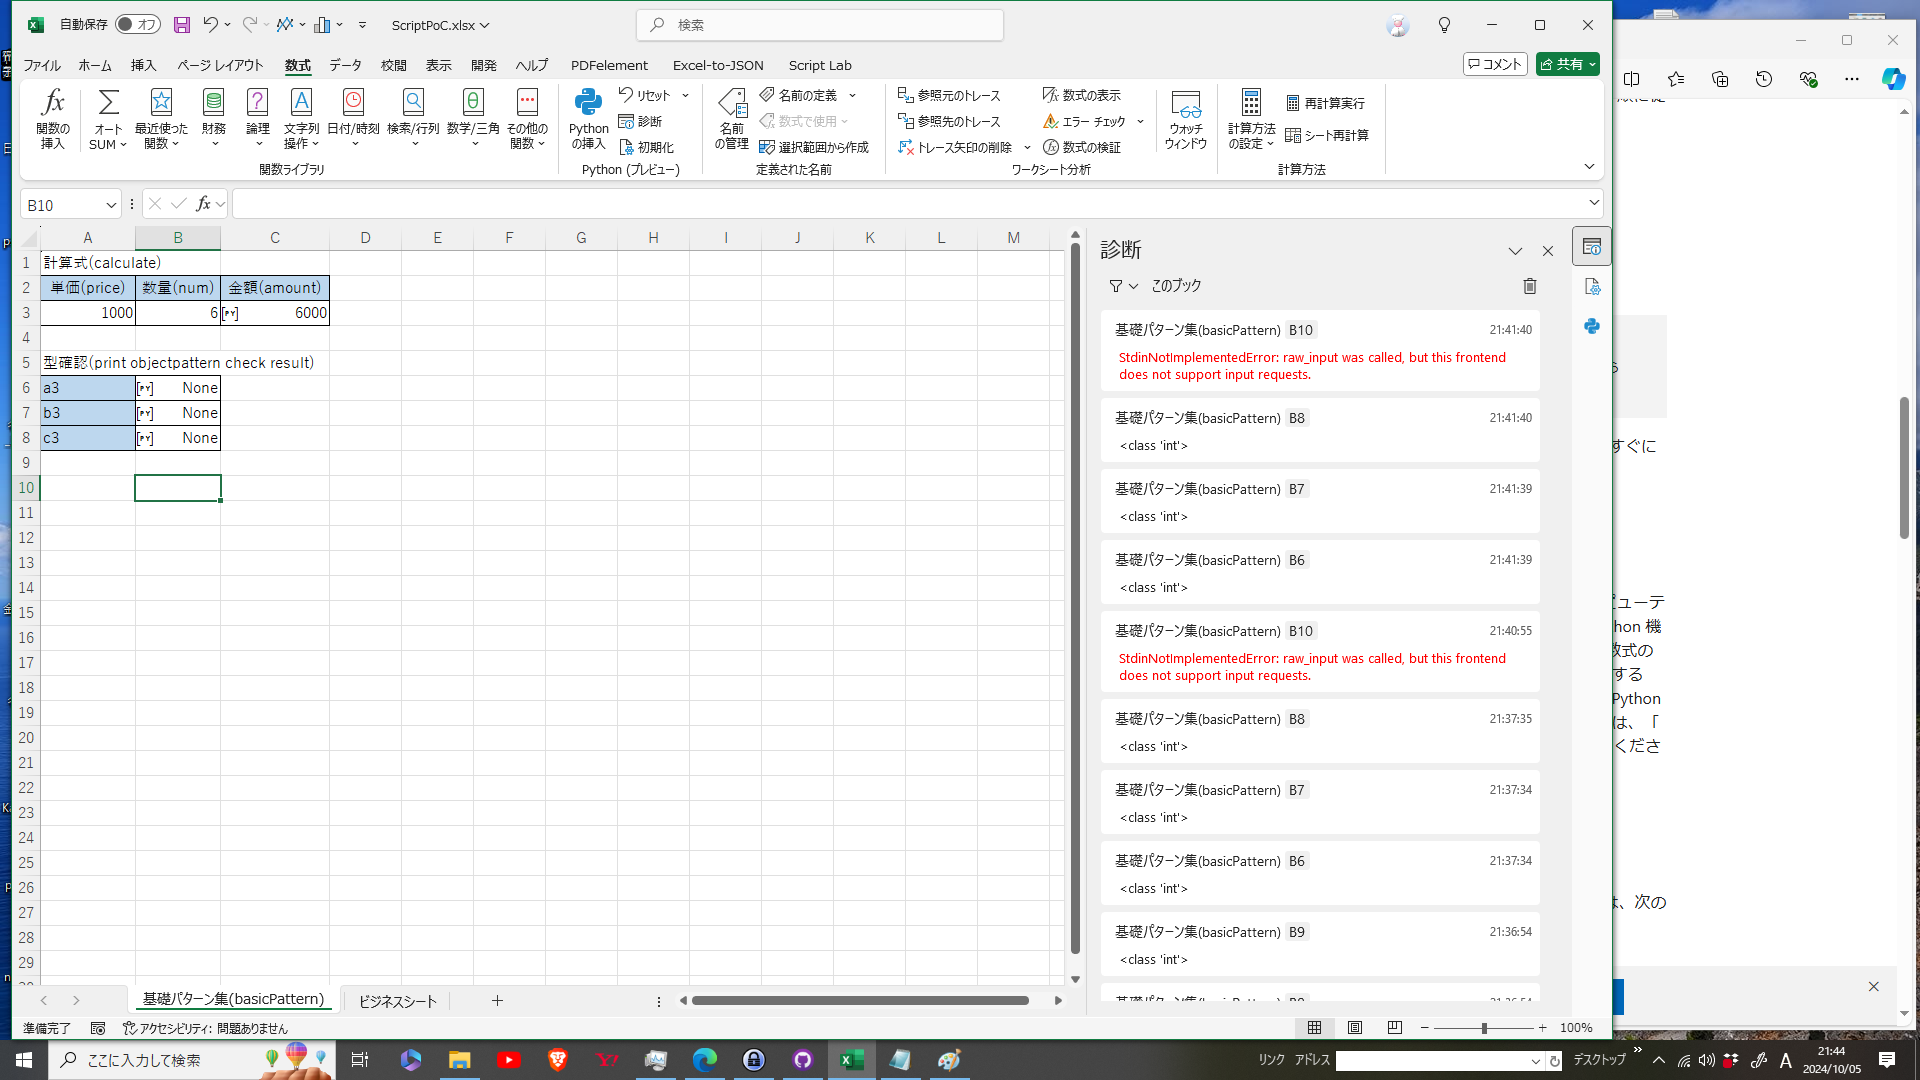 自動保存 オフ
ScriptPoC.xlsx
検索
ファイル ホーム 挿入 ページ レイアウト 数式 データ 校閲 表示 開発 ヘルプ PDFelement Excel-to-JSON Script Lab
コメント 共有
関数の
挿入
オート
SUM
最近使った
関数
財務
論理
文字列
操作
日付/時刻
検索/行列
数学/三角
その他の
関数
関数ライブラリ
Python
の挿入
リセット
診断
初期化
Python (プレビュー)
名前
の管理
名前の定義
数式で使用
選択範囲から作成
定義された名前
参照元のトレース
参照先のトレース
トレース矢印の削除
数式の表示
エラー チェック
数式の検証
ウォッチ
ウィンドウ
ワークシート分析
計算方法
の設定
再計算実行
シート再計算
計算方法
B10
fx
A B C D E F G H I J K L M
1 計算式(calculate)
2 単価(price) 数量(num) 金額(amount)
3 1000 6 [PY] 6000
4
5 型確認(print objectpattern check result)
6 a3 [PY] None
7 b3 [PY] None
8 c3 [PY] None
9
10
11
12
13
14
15
16
17
18
19
20
21
22
23
24
25
26
27
28
29
診断
このブック
基礎パターン集(basicPattern) B10 21:41:40
StdinNotImplementedError: raw_input was called, but this frontend
does not support input requests.
基礎パターン集(basicPattern) B8 21:41:40
<class 'int'>
基礎パターン集(basicPattern) B7 21:41:39
<class 'int'>
基礎パターン集(basicPattern) B6 21:41:39
<class 'int'>
基礎パターン集(basicPattern) B10 21:40:55
StdinNotImplementedError: raw_input was called, but this frontend
does not support input requests.
基礎パターン集(basicPattern) B8 21:37:35
<class 'int'>
基礎パターン集(basicPattern) B7 21:37:34
<class 'int'>
基礎パターン集(basicPattern) B6 21:37:34
<class 'int'>
基礎パターン集(basicPattern) B9 21:36:54
<class 'int'>
すぐに
ピューテ
hon 機
数式の
する
Python
は、「
くださ
は、次の
基礎パターン集(basicPattern) ビジネスシート
準備完了 アクセシビリティ: 問題ありません
100%
ここに入力して検索
リンク アドレス デスクトップ
A
21:44
2024/10/05